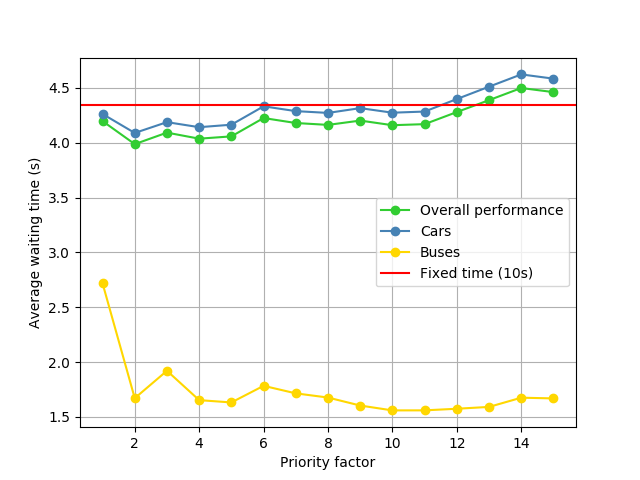 4.5
4.0
3.5
3.0
2.5
2.0
1.5
Average waiting time (s)
Overall performance
Cars
Buses
Fixed time (10s)
2 4 6 8 10 12 14
Priority factor